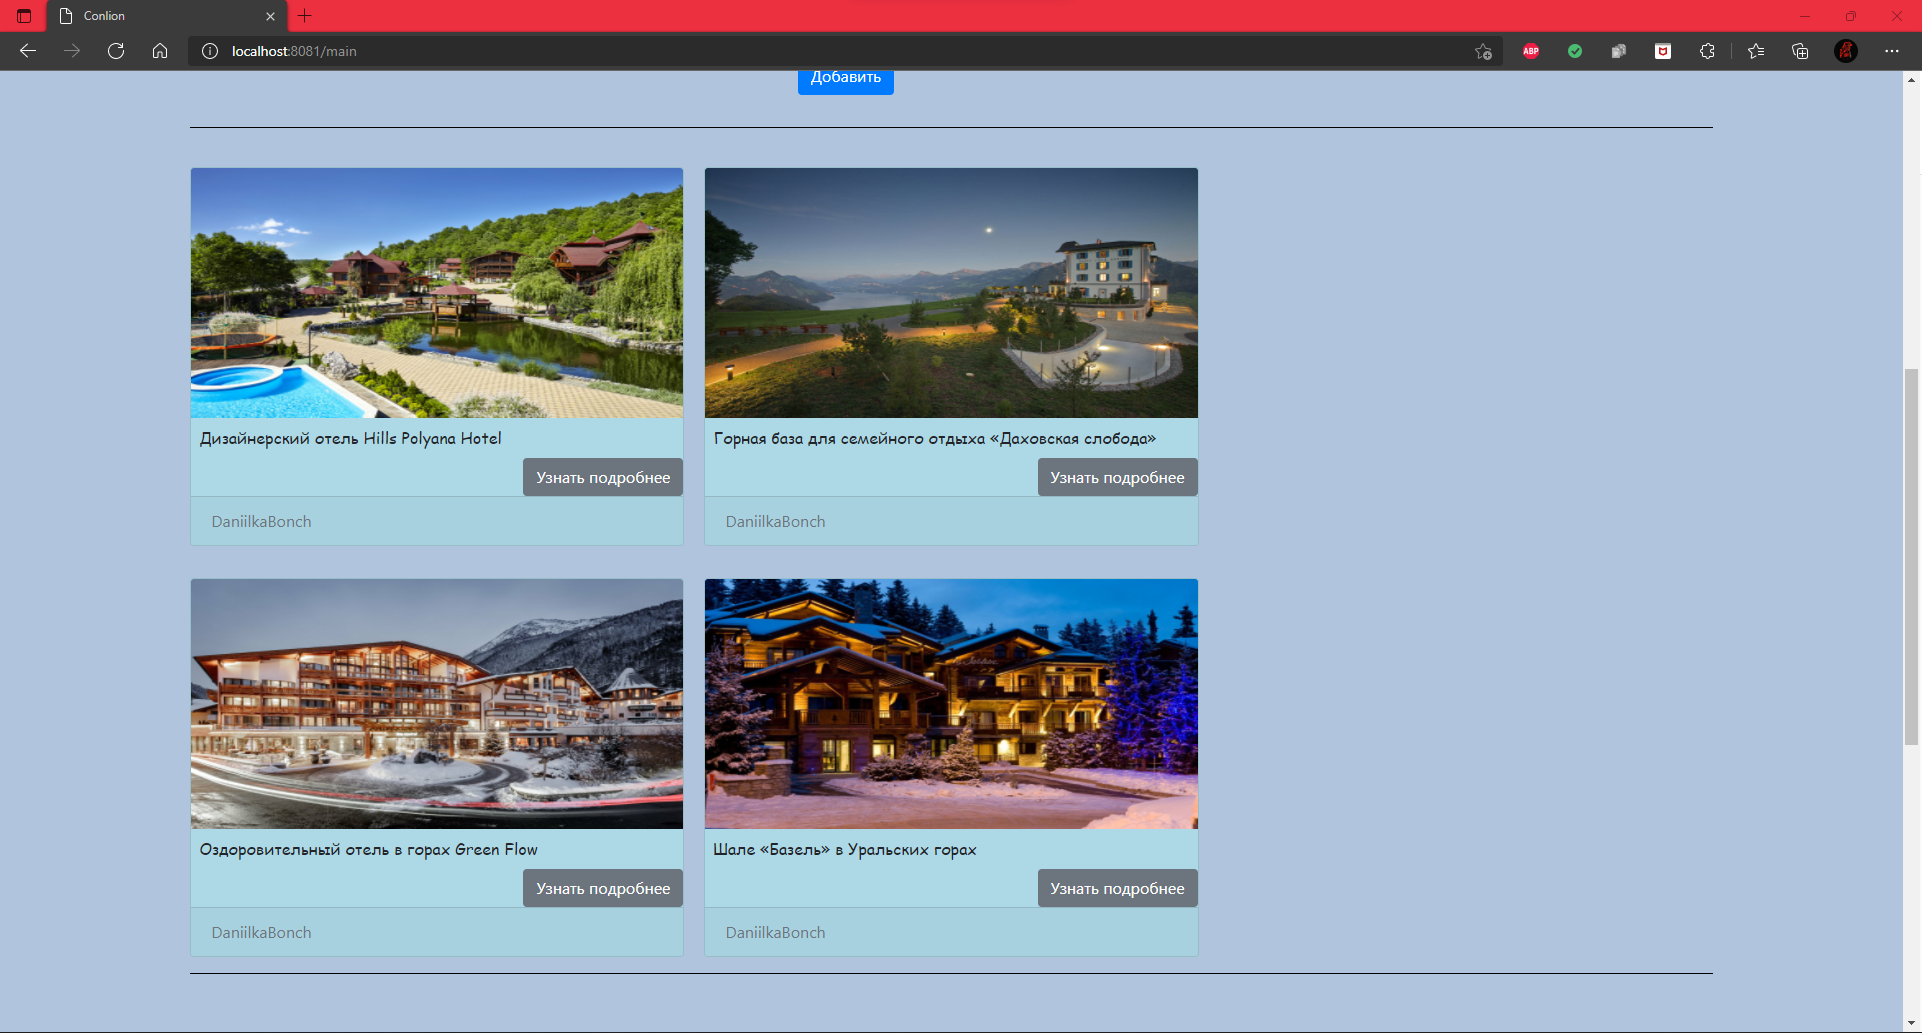 Conlion
localhost:8081/main
ABP
Добавить
Дизайнерский отель Hills Polyana Hotel
Узнать подробнее
DaniilkaBonch
Горная база для семейного отдыха «Даховская слобода»
Узнать подробнее
DaniilkaBonch
Оздоровительный отель в горах Green Flow
Узнать подробнее
DaniilkaBonch
Шале «Базель» в Уральских горах
Узнать подробнее
DaniilkaBonch